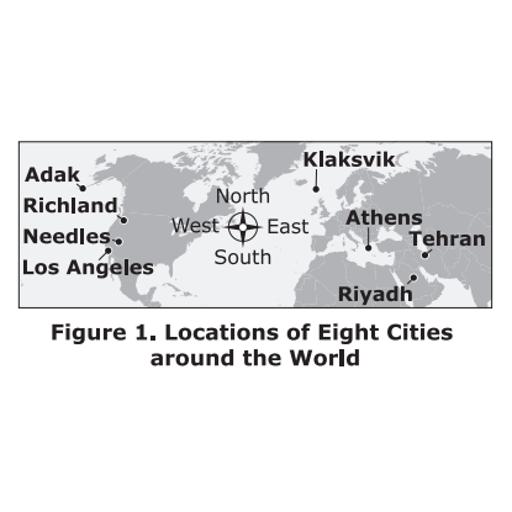 Klaksvik
Adak
North
Richland
Athens
West East
Needles
Tehran
South
Los Angeles
Riyadh
Figure 1. Locations of Eight Cities
around the World